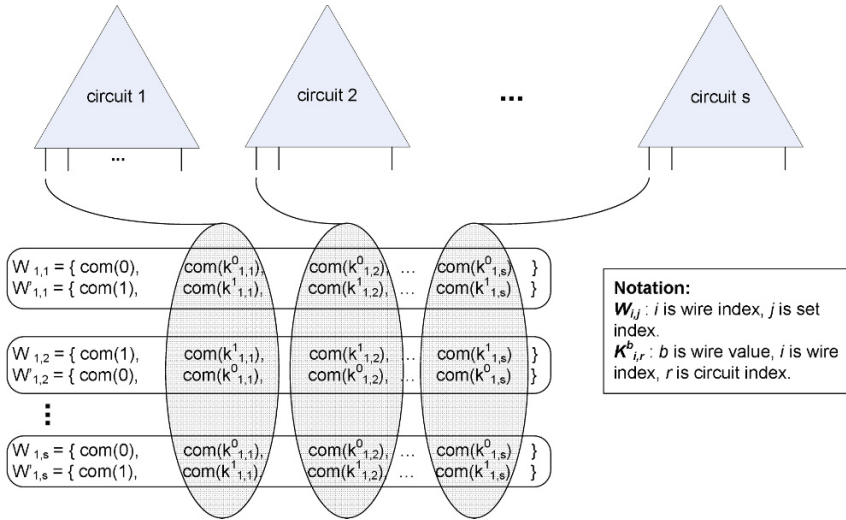 circuit 1
circuit 2
...
circuit s
...
W 1,1 = { com(0), com(k⁰1,1), com(k⁰1,2), ... com(k⁰1,s) }
W'1,1 = { com(1), com(k¹1,1), com(k¹1,2), ... com(k¹1,s) }
W 1,2 = { com(1), com(k¹1,1), com(k¹1,2), ... com(k¹1,s) }
W'1,2 = { com(0), com(k⁰1,1), com(k⁰1,2), ... com(k⁰1,s) }
⋮
W 1,s = { com(0), com(k⁰1,1), com(k⁰1,2), ... com(k⁰1,s) }
W'1,s = { com(1), com(k¹1,1), com(k¹1,2), ... com(k¹1,s) }
Notation:
Wi,j : i is wire index, j is set
index.
Kᵇi,r : b is wire value, i is wire
index, r is circuit index.